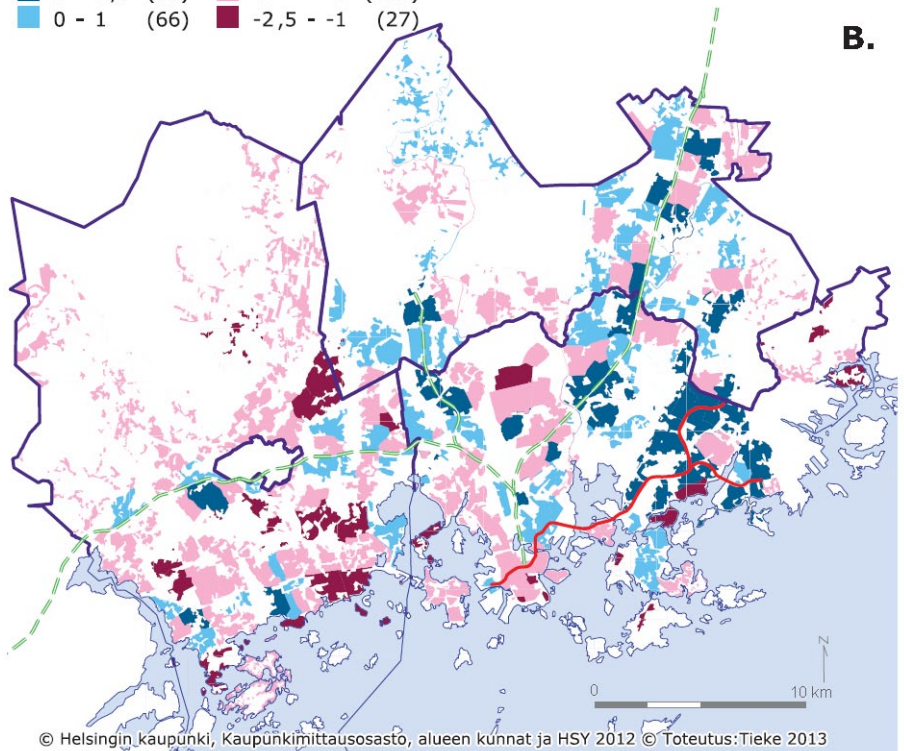 0 - 1 (66)
-2,5 - -1 (27)
B.
N
0 10 km
© Helsingin kaupunki, Kaupunkimittausosasto, alueen kunnat ja HSY 2012 © Toteutus:Tieke 2013